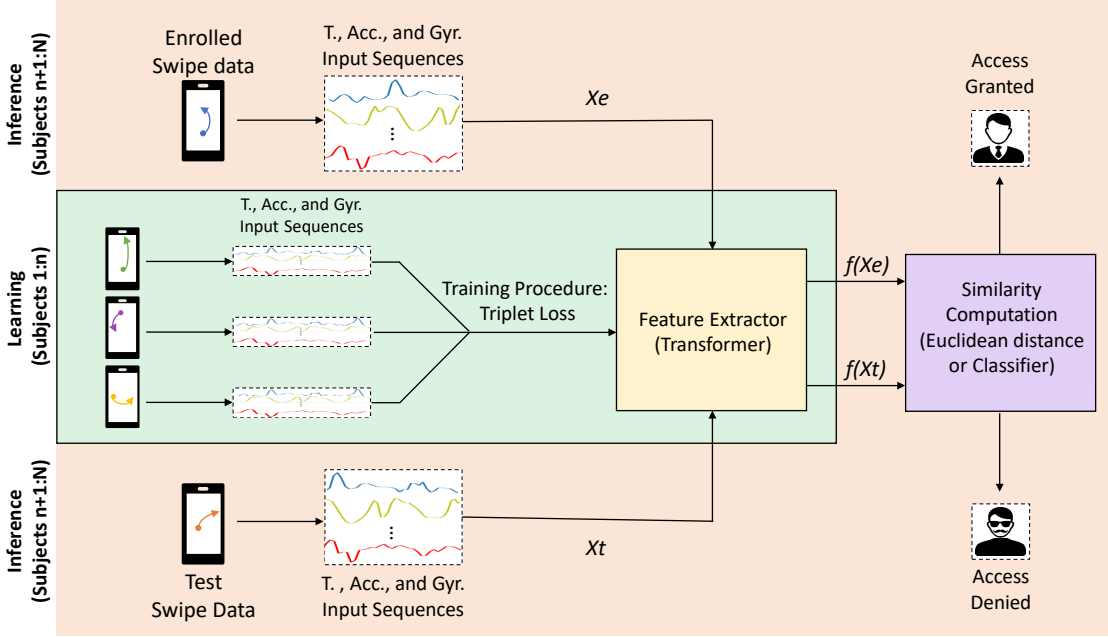 Inference
(Subjects n+1:N)
Enrolled
Swipe data
T., Acc., and Gyr.
Input Sequences
Xe
Access
Granted
Learning
(Subjects 1:n)
T., Acc., and Gyr.
Input Sequences
Training Procedure:
Triplet Loss
Feature Extractor
(Transformer)
f(Xe)
f(Xt)
Similarity
Computation
(Euclidean distance
or Classifier)
Inference
(Subjects n+1:N)
Test
Swipe Data
T. , Acc., and Gyr.
Input Sequences
Xt
Access
Denied